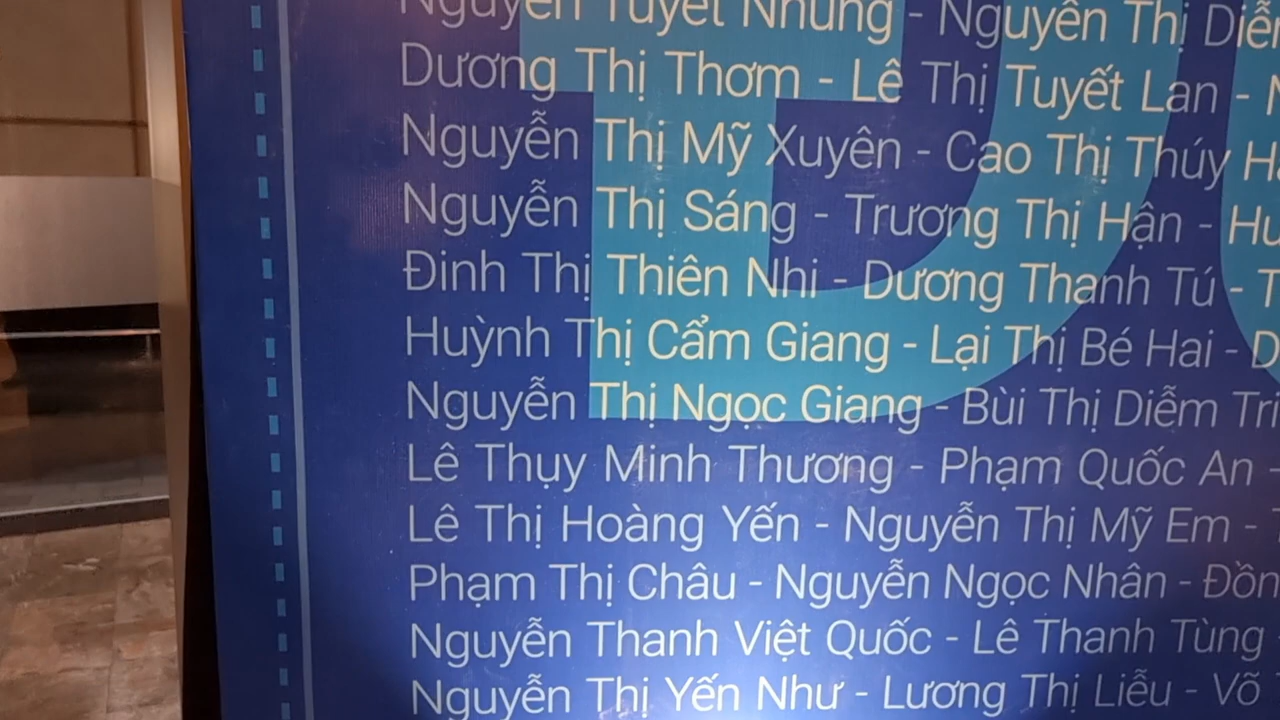 Nguyễn Tuyết Nhung - Nguyễn Thị Diễm
Dương Thị Thơm - Lê Thị Tuyết Lan -
Nguyễn Thị Mỹ Xuyên - Cao Thị Thúy
Nguyễn Thị Sáng - Trương Thị Hận -
Đinh Thị Thiên Nhi - Dương Thanh Tú -
Huỳnh Thị Cẩm Giang - Lại Thị Bé Hai -
Nguyễn Thị Ngọc Giang - Bùi Thị Diễm
Lê Thụy Minh Thương - Phạm Quốc An -
Lê Thị Hoàng Yến - Nguyễn Thị Mỹ Em -
Phạm Thị Châu - Nguyễn Ngọc Nhân -
Nguyễn Thanh Việt Quốc - Lê Thanh Tùng
Nguyễn Thị Yến Như - Lương Thị Liễu - Võ